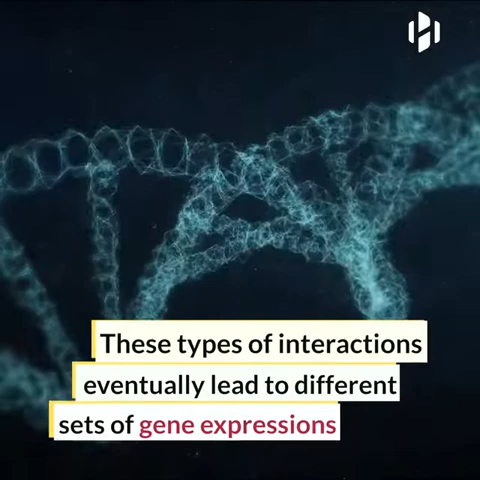 These types of interactions
eventually lead to different
sets of gene expressions